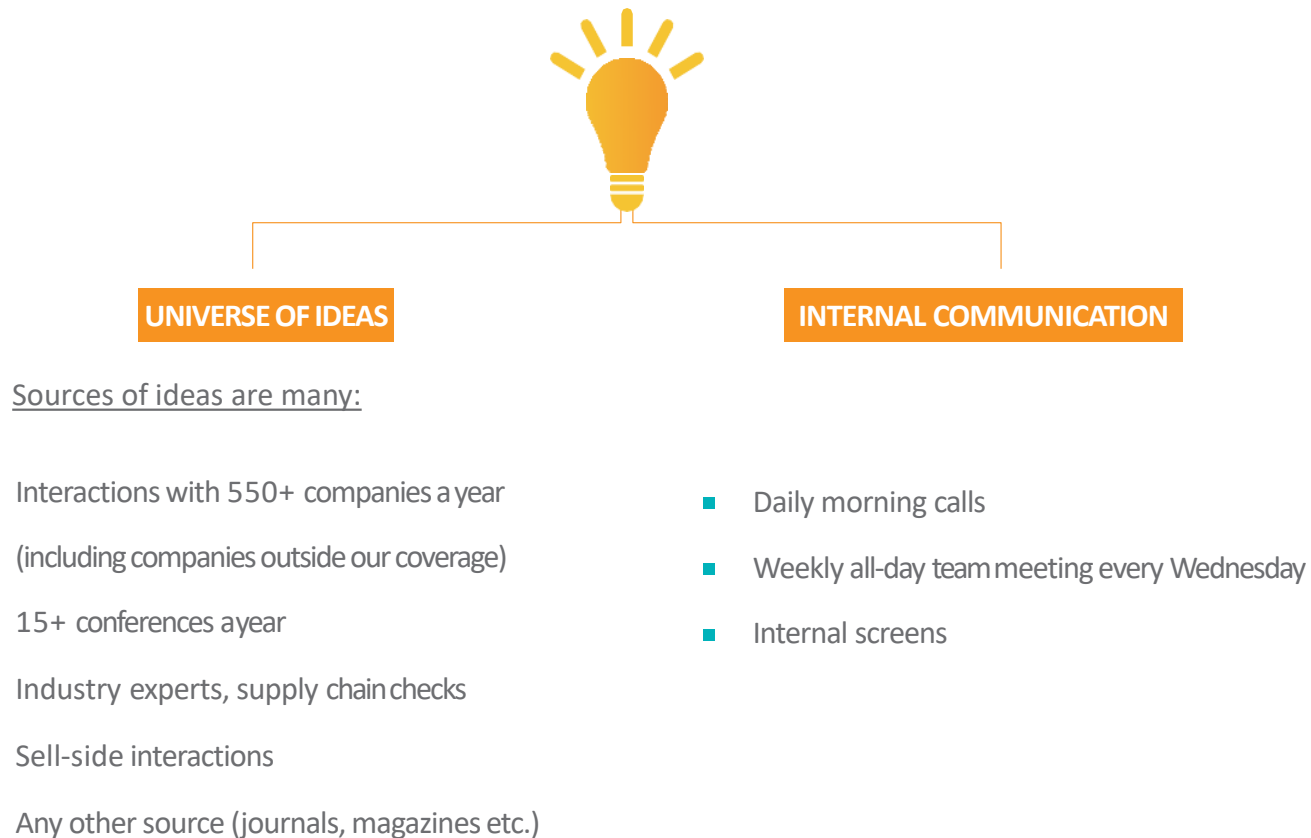 UNIVERSE OF IDEAS
Sources of ideas are many:
Interactions with 550+ companies a year
(including companies outside our coverage)
15+ conferences a year
Industry experts, supply chain checks
Sell-side interactions
Any other source (journals, magazines etc.)
INTERNAL COMMUNICATION
Daily morning calls
Weekly all-day team meeting every Wednesday
Internal screens